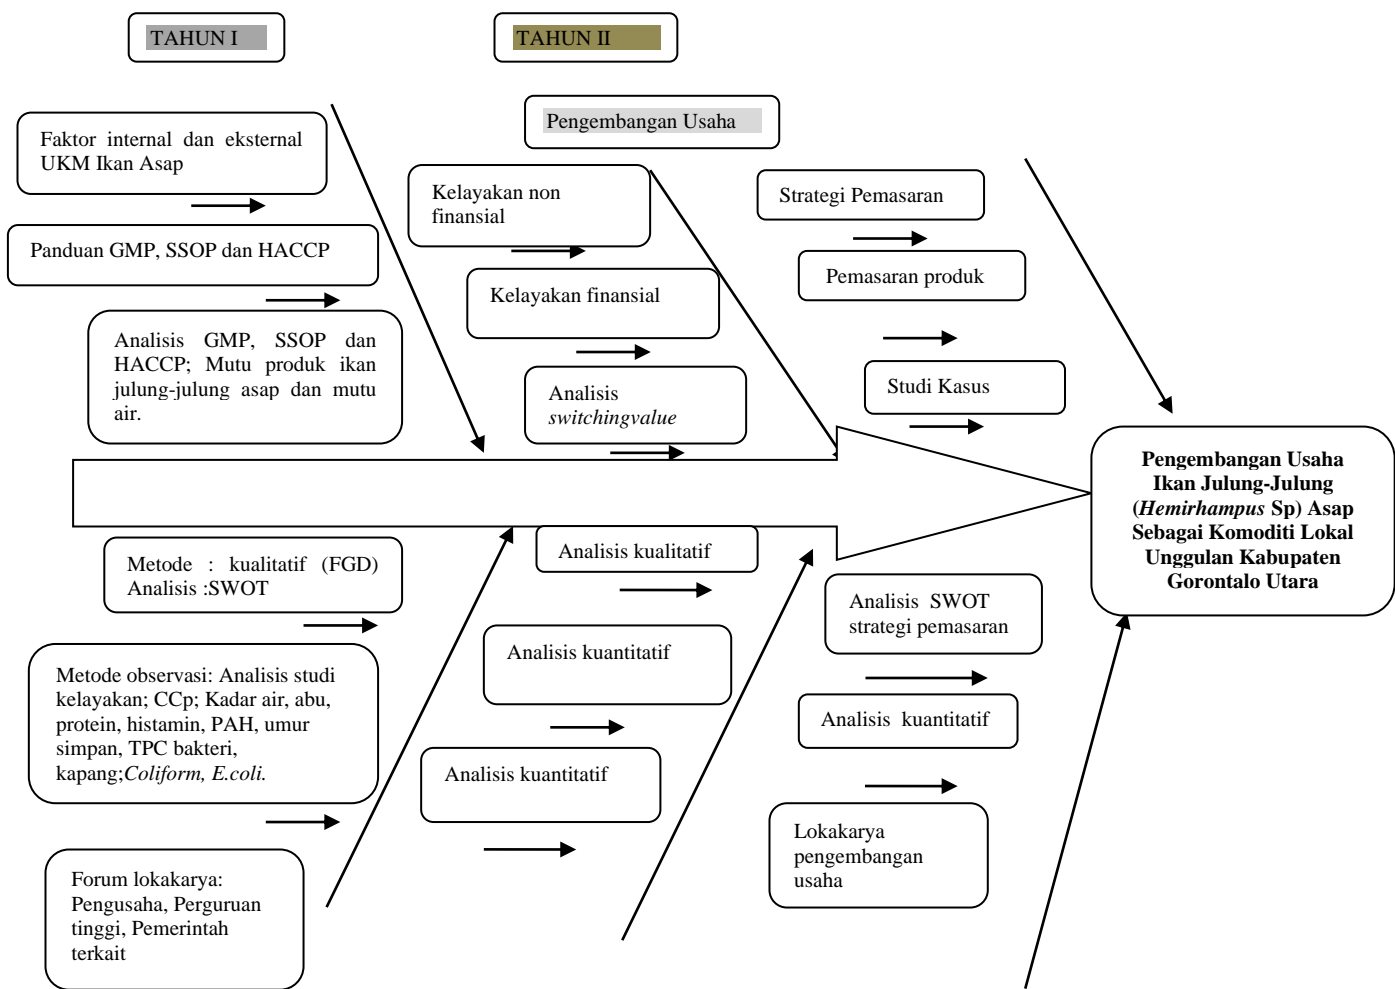 TAHUN I
TAHUN II
Pengembangan Usaha
Faktor internal dan eksternal
UKM Ikan Asap
Panduan GMP, SSOP dan HACCP
Analisis GMP, SSOP dan
HACCP; Mutu produk ikan
julung-julung asap dan mutu
air.
Kelayakan non
finansial
Kelayakan finansial
Analisis
switchingvalue
Strategi Pemasaran
Pemasaran produk
Studi Kasus
Pengembangan Usaha
Ikan Julung-Julung
(Hemirhampus Sp) Asap
Sebagai Komoditi Lokal
Unggulan Kabupaten
Gorontalo Utara
Metode : kualitatif (FGD)
Analisis :SWOT
Metode observasi: Analisis studi
kelayakan; CCp; Kadar air, abu,
protein, histamin, PAH, umur
simpan, TPC bakteri,
kapang;Coliform, E.coli.
Forum lokakarya:
Pengusaha, Perguruan
tinggi, Pemerintah
terkait
Analisis kualitatif
Analisis kuantitatif
Analisis kuantitatif
Analisis SWOT
strategi pemasaran
Analisis kuantitatif
Lokakarya
pengembangan
usaha